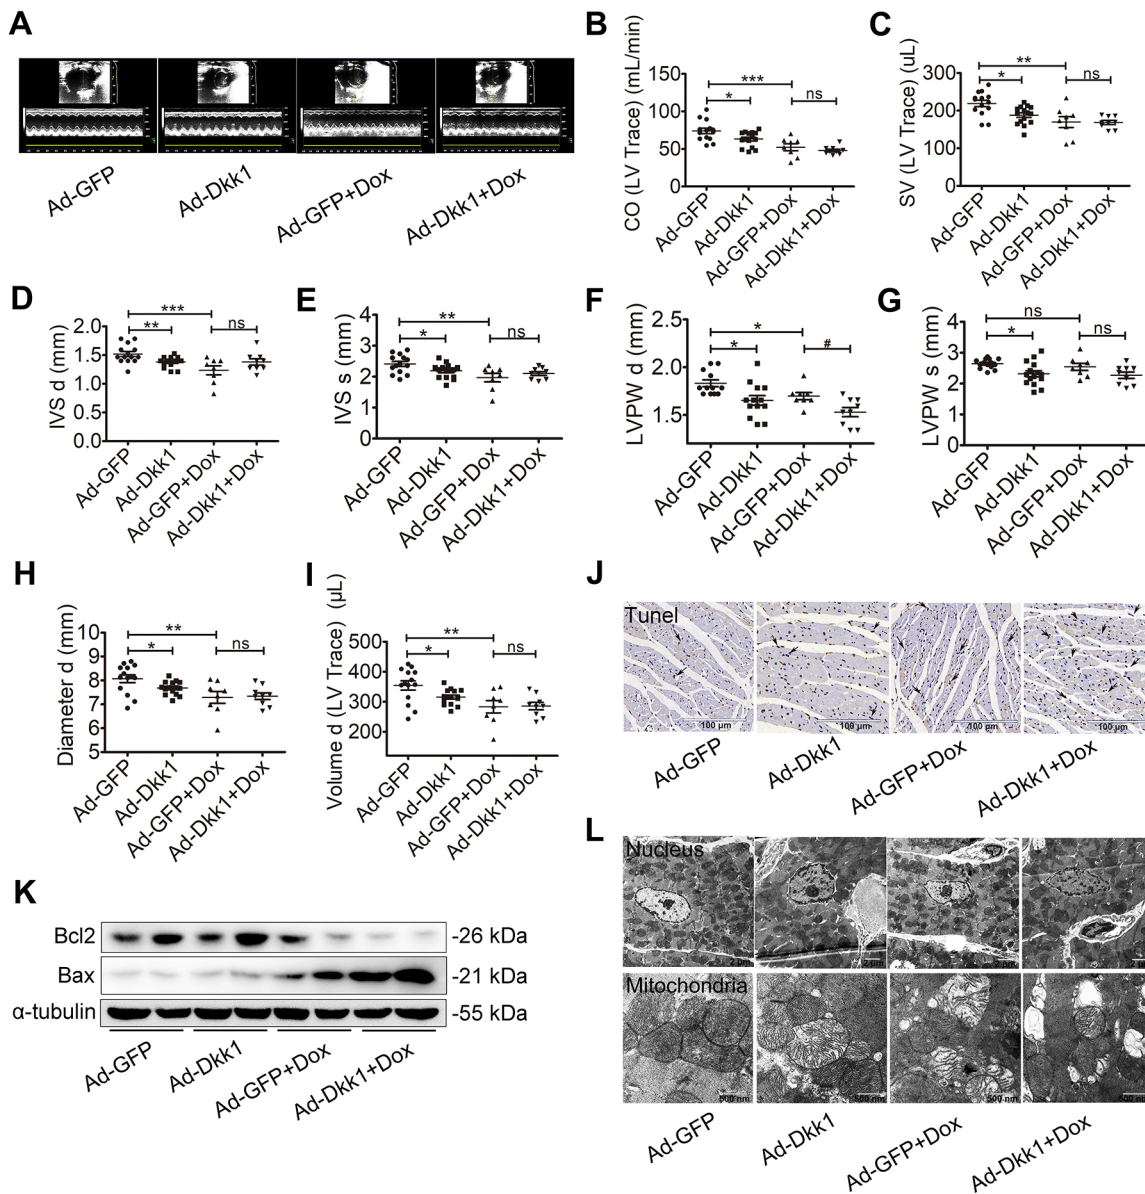 A
Ad-GFP
Ad-Dkk1
Ad-GFP+Dox
Ad-Dkk1+Dox
B
CO (LV Trace) (mL/min)
150
100
50
0
***
*
ns
Ad-GFP
Ad-Dkk1
Ad-GFP+Dox
Ad-Dkk1+Dox
C
SV (LV Trace) (uL)
300
200
100
0
**
*
ns
Ad-GFP
Ad-Dkk1
Ad-GFP+Dox
Ad-Dkk1+Dox
D
IVS d (mm)
2.0
1.5
1.0
0.5
0.0
***
**
ns
Ad-GFP
Ad-Dkk1
Ad-GFP+Dox
Ad-Dkk1+Dox
E
IVS s (mm)
4
3
2
1
0
**
*
ns
Ad-GFP
Ad-Dkk1
Ad-GFP+Dox
Ad-Dkk1+Dox
F
LVPW d (mm)
2.5
2.0
1.5
*
*
#
Ad-GFP
Ad-Dkk1
Ad-GFP+Dox
Ad-Dkk1+Dox
G
LVPW s (mm)
4
3
2
1
0
ns
*
ns
Ad-GFP
Ad-Dkk1
Ad-GFP+Dox
Ad-Dkk1+Dox
H
Diameter d (mm)
10
9
8
7
6
5
**
*
ns
Ad-GFP
Ad-Dkk1
Ad-GFP+Dox
Ad-Dkk1+Dox
I
Volume d (LV Trace) (µL)
500
400
300
200
**
*
ns
Ad-GFP
Ad-Dkk1
Ad-GFP+Dox
Ad-Dkk1+Dox
J
Tunel
100 µm
100 µm
100 µm
100 µm
Ad-GFP
Ad-Dkk1
Ad-GFP+Dox
Ad-Dkk1+Dox
K
Bcl2
-26 kDa
Bax
-21 kDa
α-tubulin
-55 kDa
Ad-GFP
Ad-Dkk1
Ad-GFP+Dox
Ad-Dkk1+Dox
L
Nucleus
2 µm
2 µm
Mitochondria
500 nm
500 nm
500 nm
500 nm
Ad-GFP
Ad-Dkk1
Ad-GFP+Dox
Ad-Dkk1+Dox